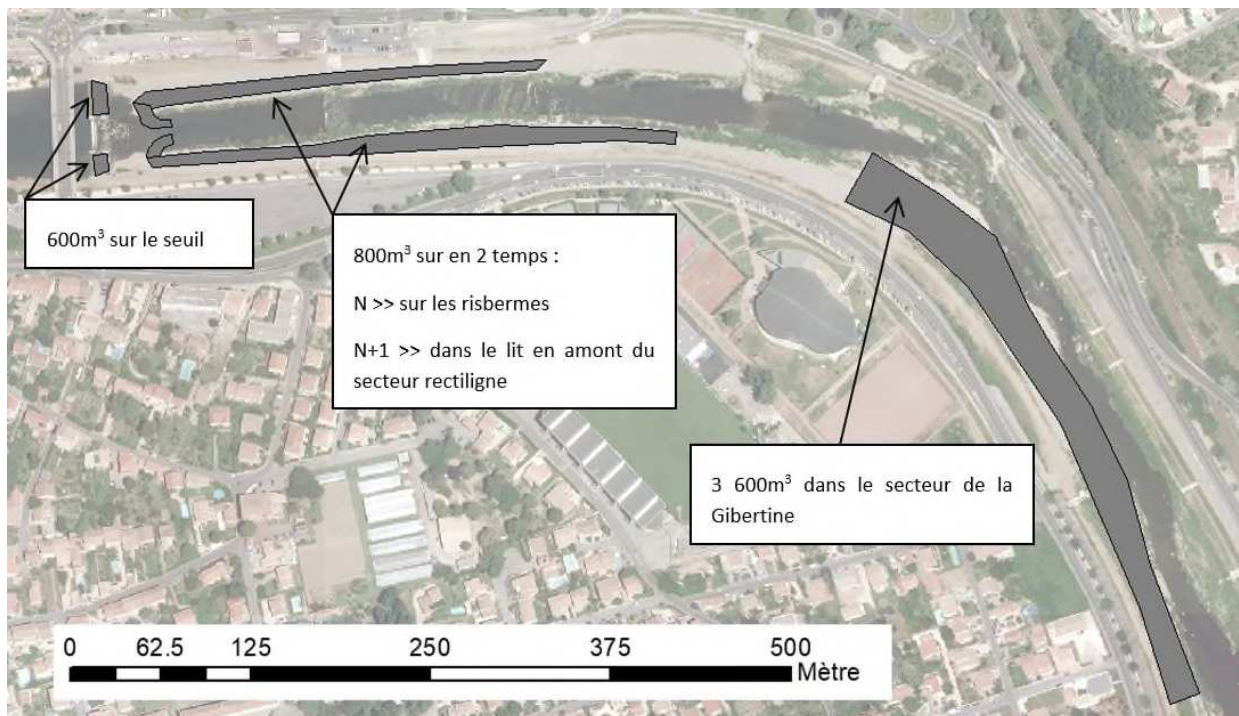 600m³ sur le seuil
800m³ sur en 2 temps :
N >> sur les risbermes
N+1 >> dans le lit en amont du
secteur rectiligne
3 600m³ dans le secteur de la
Gibertine
0 62.5 125 250 375 500
Mètre